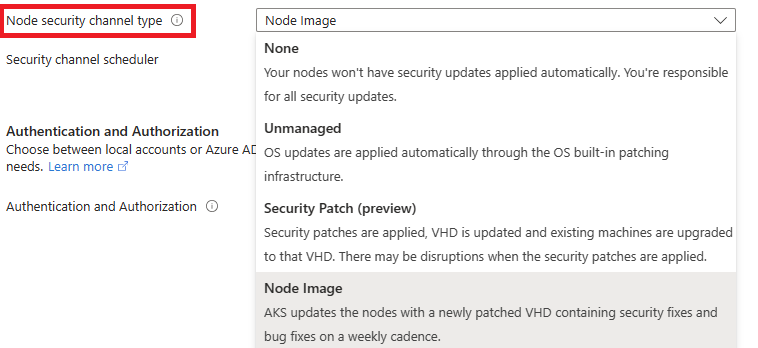 Node security channel type
Node Image
Security channel scheduler
None
Your nodes won't have security updates applied automatically. You're responsible
for all security updates.
Unmanaged
OS updates are applied automatically through the OS built-in patching
infrastructure.
Security Patch (preview)
Security patches are applied, VHD is updated and existing machines are upgraded
to that VHD. There may be disruptions when the security patches are applied.
Node Image
AKS updates the nodes with a newly patched VHD containing security fixes and
bug fixes on a weekly cadence.
Authentication and Authorization
Choose between local accounts or Azure AD
needs. Learn more
Authentication and Authorization